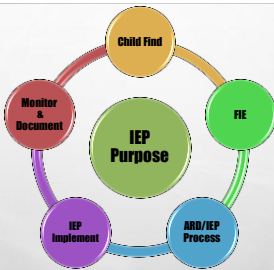 Child Find
FIE
ARD/IEP
Process
IEP
Implement
Monitor
&
Document
IEP
Purpose